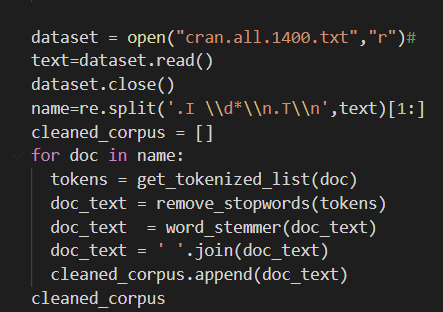 dataset = open("cran.all.1400.txt","r")#
text=dataset.read()
dataset.close()
name=re.split('.I \\d*\\n.T\\n',text)[1:]
cleaned_corpus = []
for doc in name:
  tokens = get_tokenized_list(doc)
  doc_text = remove_stopwords(tokens)
  doc_text  = word_stemmer(doc_text)
  doc_text = ' '.join(doc_text)
  cleaned_corpus.append(doc_text)
cleaned_corpus